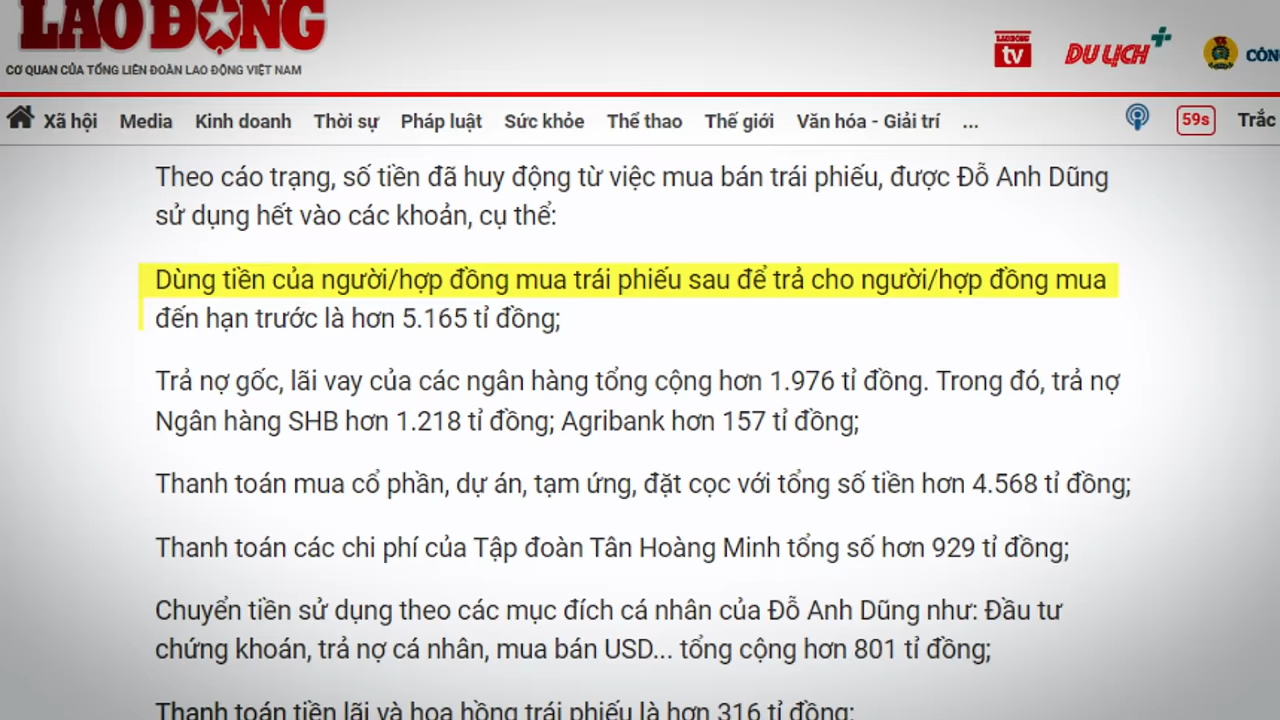 LAO ĐỘNG
CƠ QUAN CỦA TỔNG LIÊN ĐOÀN LAO ĐỘNG VIỆT NAM
LAO ĐỘNG
tv
DU LỊCH
CÔN
Xã hội Media Kinh doanh Thời sự Pháp luật Sức khỏe Thể thao Thế giới Văn hóa - Giải trí ...
59s
Trắc
Theo cáo trạng, số tiền đã huy động từ việc mua bán trái phiếu, được Đỗ Anh Dũng
sử dụng hết vào các khoản, cụ thể:
Dùng tiền của người/hợp đồng mua trái phiếu sau để trả cho người/hợp đồng mua
đến hạn trước là hơn 5.165 tỉ đồng;
Trả nợ gốc, lãi vay của các ngân hàng tổng cộng hơn 1.976 tỉ đồng. Trong đó, trả nợ
Ngân hàng SHB hơn 1.218 tỉ đồng; Agribank hơn 157 tỉ đồng;
Thanh toán mua cổ phần, dự án, tạm ứng, đặt cọc với tổng số tiền hơn 4.568 tỉ đồng;
Thanh toán các chi phí của Tập đoàn Tân Hoàng Minh tổng số hơn 929 tỉ đồng;
Chuyển tiền sử dụng theo các mục đích cá nhân của Đỗ Anh Dũng như: Đầu tư
chứng khoán, trả nợ cá nhân, mua bán USD... tổng cộng hơn 801 tỉ đồng;
Thanh toán tiền lãi và hoa hồng trái phiếu là hơn 316 tỉ đồng;